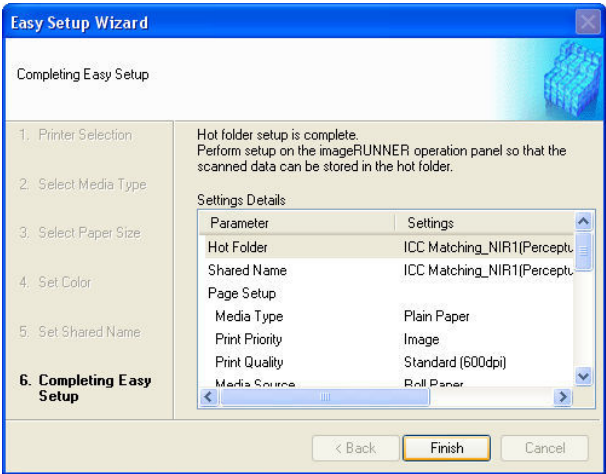 Easy Setup Wizard
Completing Easy Setup
1. Printer Selection
2. Select Media Type
3. Select Paper Size
4. Set Color
5. Set Shared Name
6. Completing Easy
Setup
Hot folder setup is complete.
Perform setup on the imageRUNNER operation panel so that the
scanned data can be stored in the hot folder.
Settings Details
Parameter Settings
Hot Folder ICC Matching_NIR1(Perceptu
Shared Name ICC Matching_NIR1(Perceptu
Page Setup
Media Type Plain Paper
Print Priority Image
Print Quality Standard (600dpi)
Media Source Roll Paper
< Back Finish Cancel